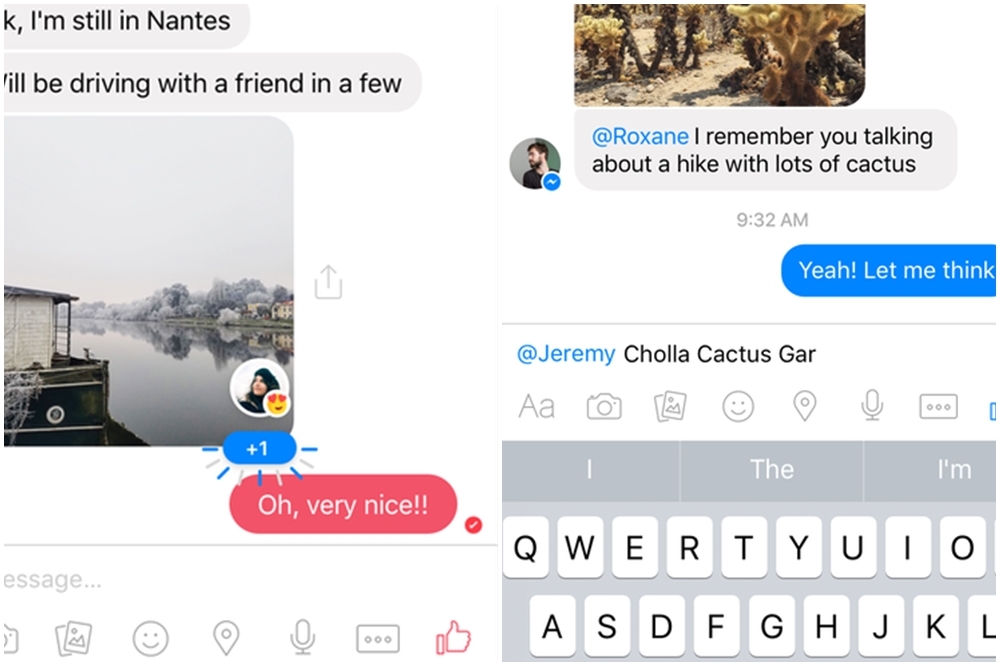 k, I'm still in Nantes
ill be driving with a friend in a few
+1
Oh, very nice!!
essage...
@Roxane I remember you talking
about a hike with lots of cactus
9:32 AM
Yeah! Let me think
@Jeremy Cholla Cactus Gar
Aa
I The I'm
Q W E R T Y U I O
A S D F G H J K L